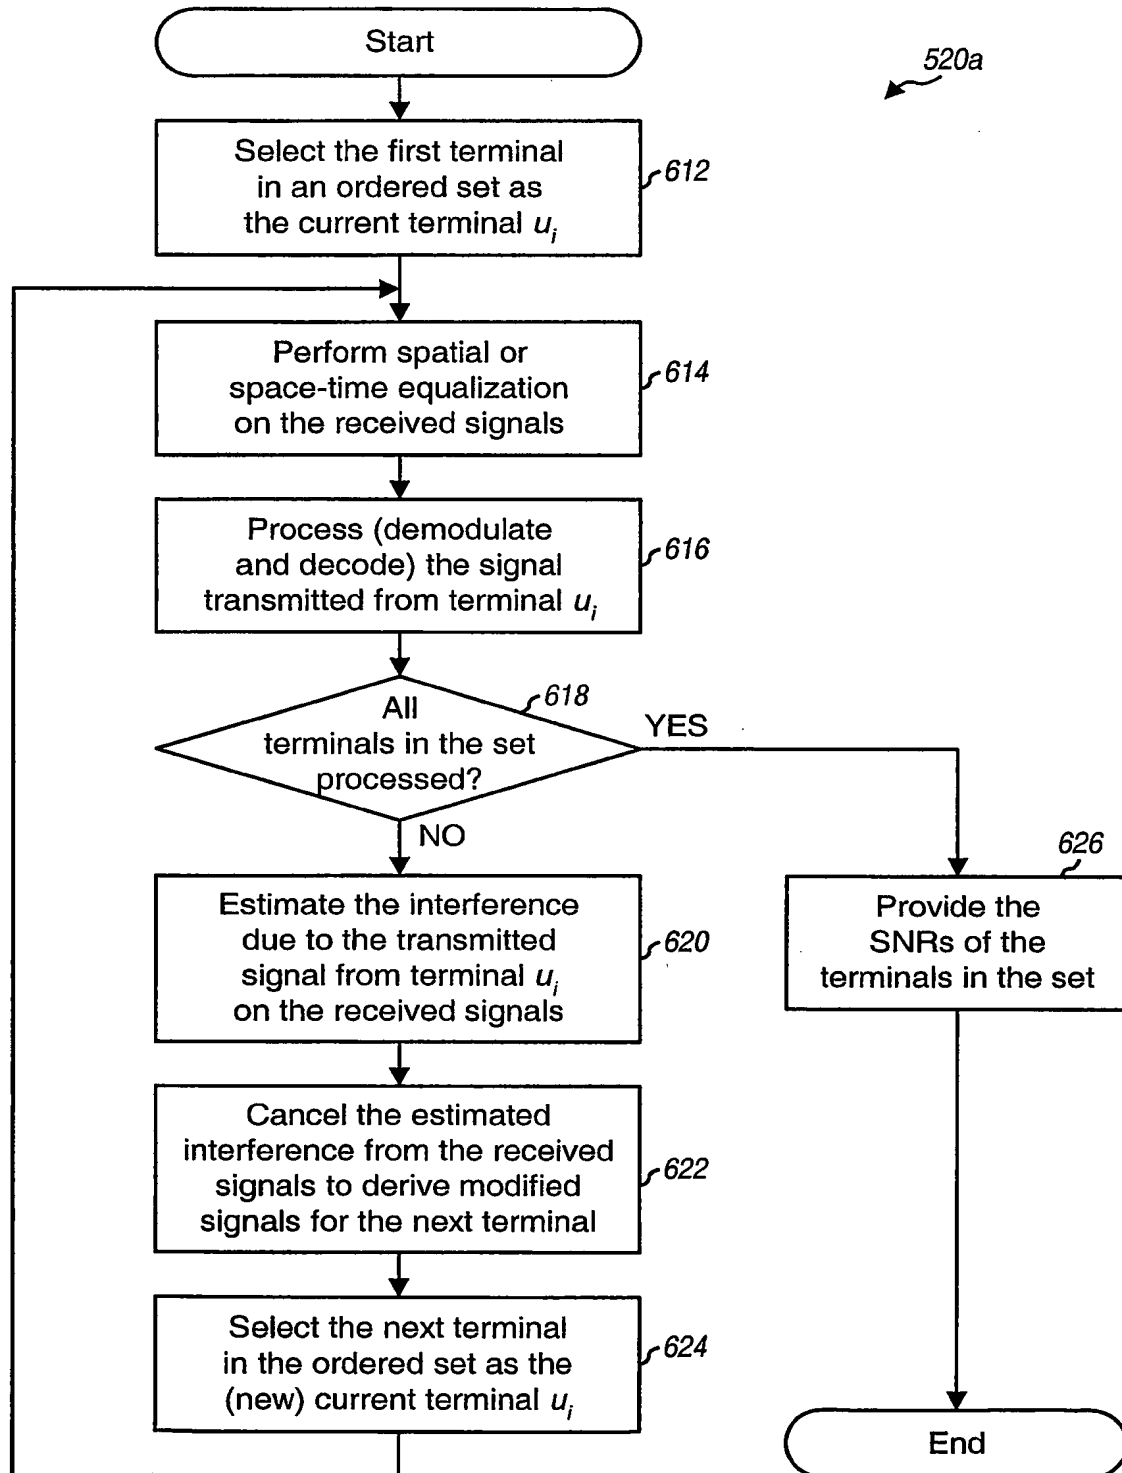 Start
520a
Select the first terminal
in an ordered set as
the current terminal u_i
612
Perform spatial or
space-time equalization
on the received signals
614
Process (demodulate
and decode) the signal
transmitted from terminal u_i
616
All
terminals in the set
processed?
618
YES
NO
Estimate the interference
due to the transmitted
signal from terminal u_i
on the received signals
620
626
Provide the
SNRs of the
terminals in the set
Cancel the estimated
interference from the received
signals to derive modified
signals for the next terminal
622
Select the next terminal
in the ordered set as the
(new) current terminal u_i
624
End